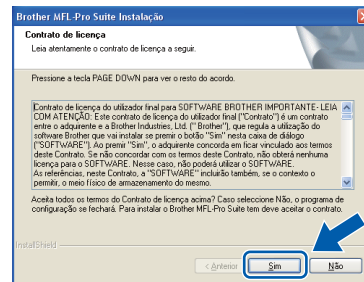 Brother MFL-Pro Suite Instalação
Contrato de licença
Leia atentamente o contrato de licença a seguir.
Pressione a tecla PAGE DOWN para ver o resto do acordo.
Contrato de licença do utilizador final para SOFTWARE BROTHER IMPORTANTE- LEIA
COM ATENÇÃO: Este contrato de licença do utilizador final ("Contrato") é um contrato
entre o adquirente e a Brother Industries, Ltd. ("Brother"), que regula a utilização do
software Brother que vai instalar se premir o botão "Sim" nesta caixa de diálogo
("SOFTWARE"). Ao premir "Sim", o adquirente concorda em ficar vinculado aos termos
deste Contrato. Se não concordar com os termos deste Contrato, não obterá nenhuma
licença para o SOFTWARE. Nesse caso, não poderá utilizar o SOFTWARE.
As referências, neste Contrato, a "SOFTWARE" incluirão também, se o contexto o
permitir, o meio físico de armazenamento do mesmo.
Aceita todos os termos do Contrato de licença acima? Caso seleccione Não, o programa de
configuração se fechará. Para instalar o Brother MFL-Pro Suite tem deve aceitar o contrato.
InstallShield
< Anterior
Sim
Não